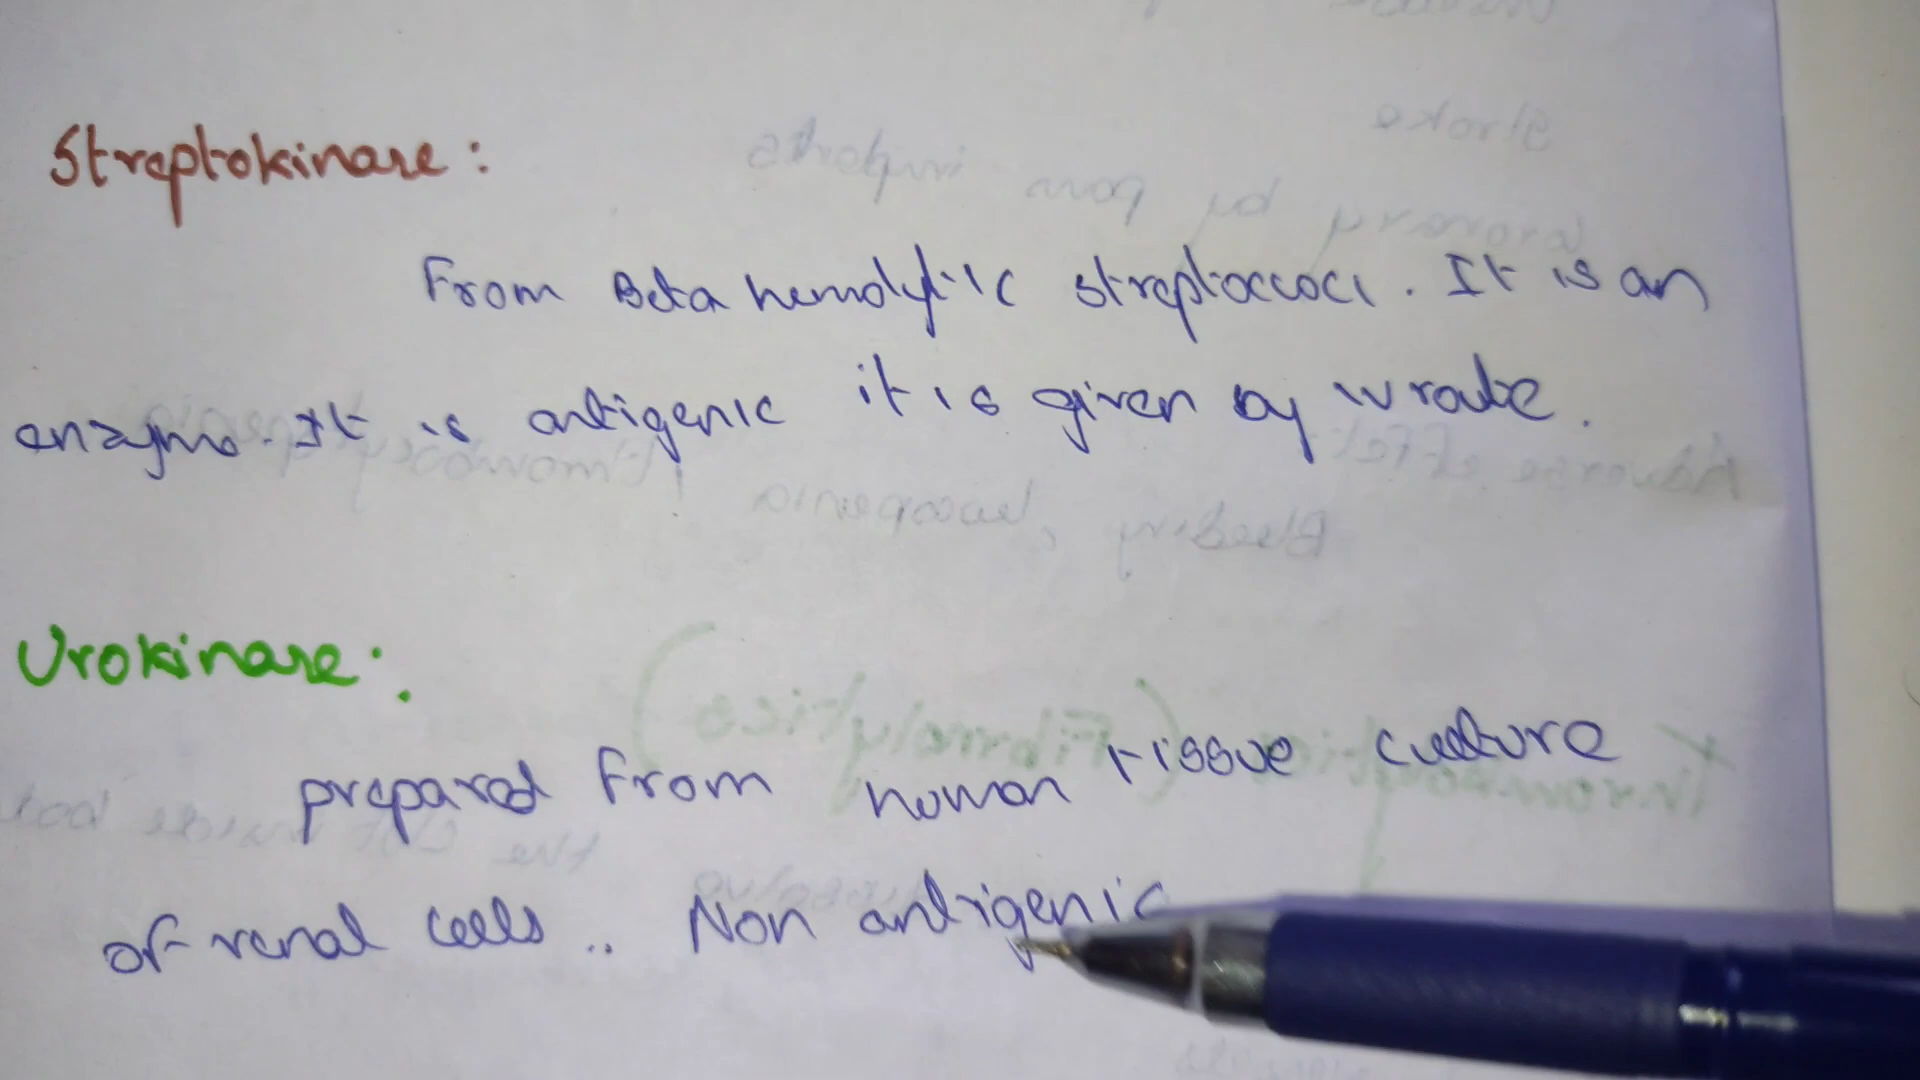 Streptokinase:
From Beta hemolytic streptococci. It is an
enzyme. It is antigenic it is given by IV route.
Urokinase:
prepared from human tissue culture
of renal cells.. Non antigenic